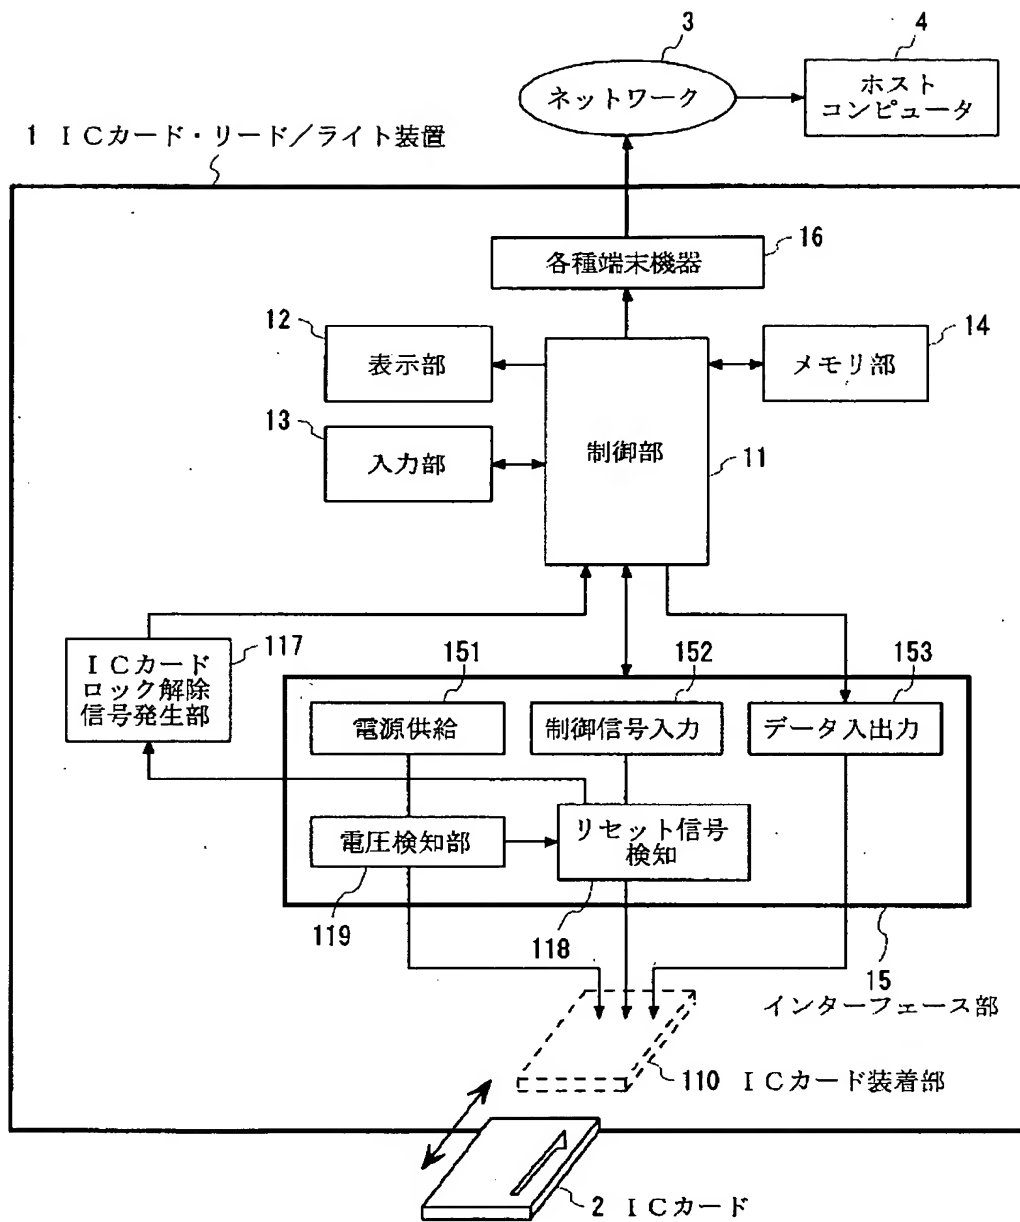 3
4
ネットワーク
ホスト
コンピュータ
1 ＩＣカード・リード／ライト装置
16
各種端末機器
12
14
表示部
メモリ部
13
制御部
11
入力部
117
ＩＣカード
ロック解除
信号発生部
151
152
153
電源供給
制御信号入力
データ入出力
電圧検知部
リセット信号
検知
119
118
15
インターフェース部
110 ＩＣカード装着部
2 ＩＣカード